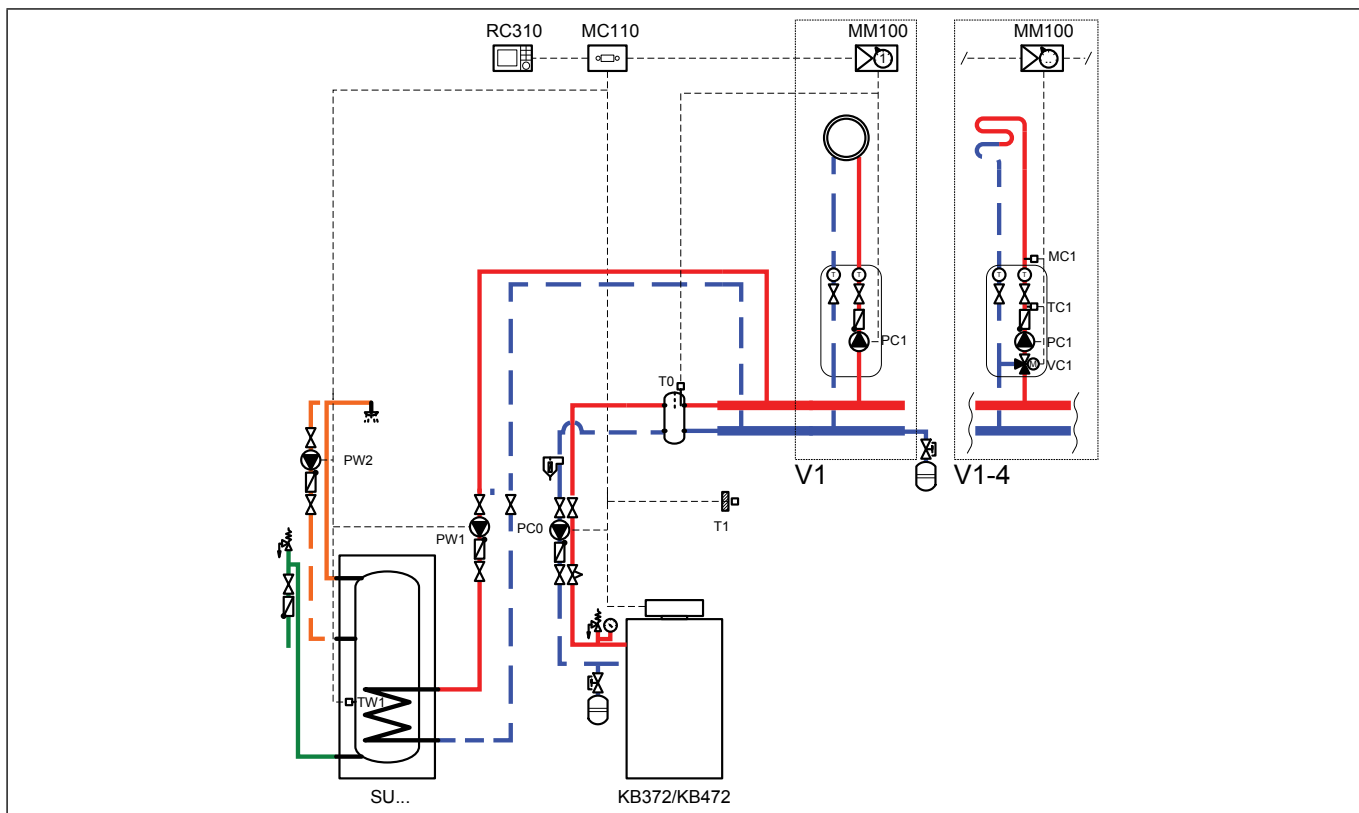 RC310
MC110
MM100
MM100
1
...
T
T
T
T
MC1
TC1
PC1
PC1
M
VC1
T0
V1
V1-4
PW2
PW1
PC0
T1
TW1
SU...
KB372/KB472